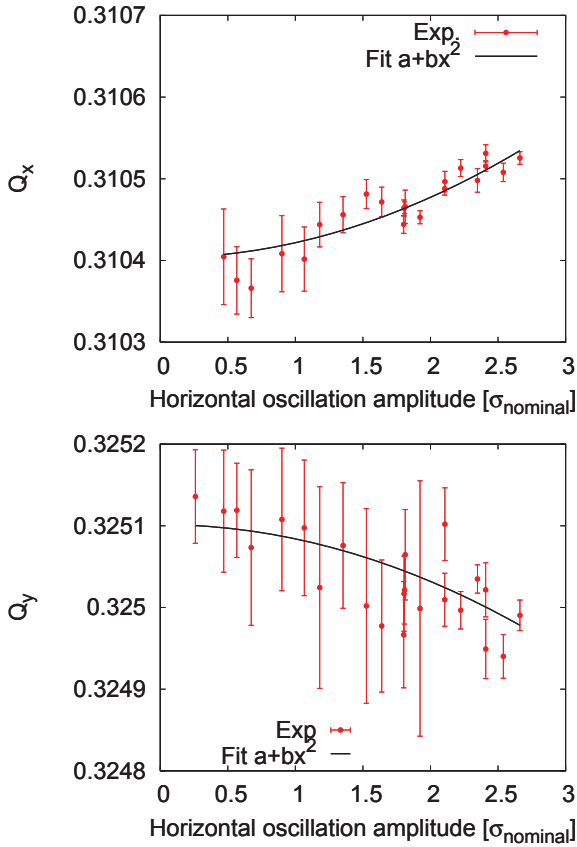 0.3107
Exp.
Fit a+bx²
0.3106
0.3105
Qx
0.3104
0.3103
0 0.5 1 1.5 2 2.5 3
Horizontal oscillation amplitude [σnominal]
0.3252
0.3251
0.325
Qy
0.3249
Exp
Fit a+bx²
0.3248
0 0.5 1 1.5 2 2.5 3
Horizontal oscillation amplitude [σnominal]